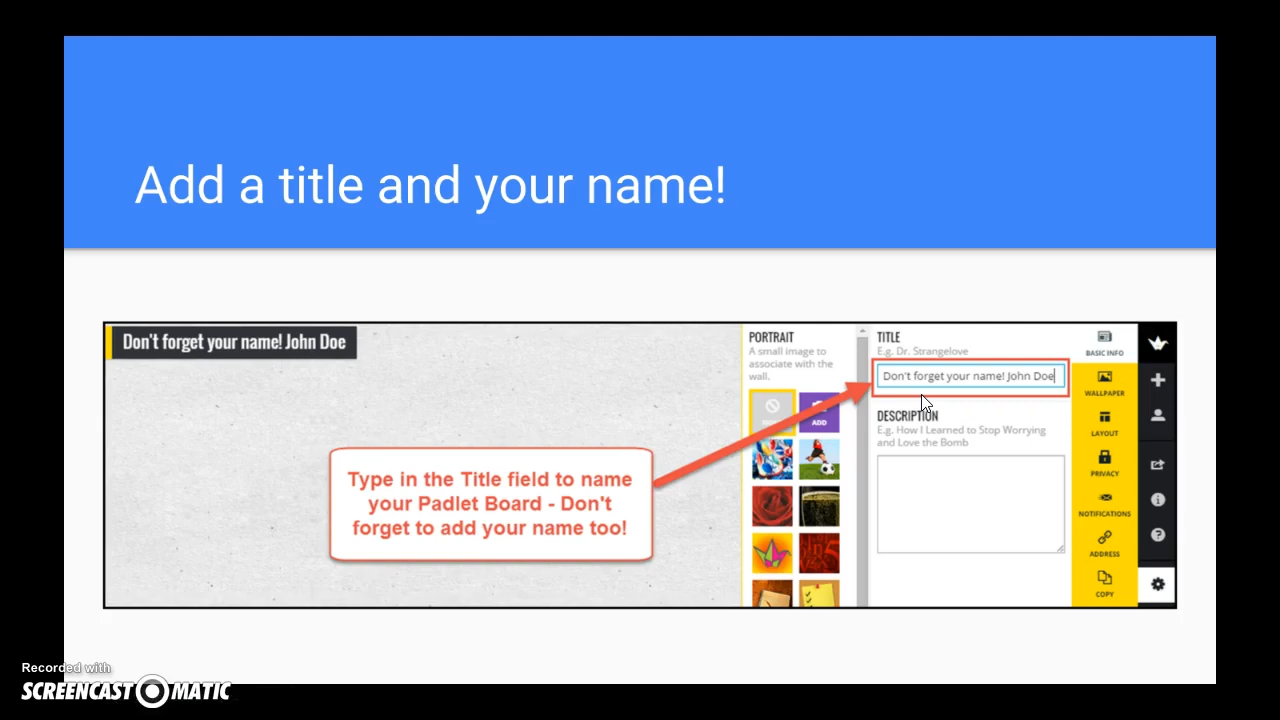 Add a title and your name!
Don't forget your name! John Doe
PORTRAIT
A small image to
associate with the
wall.
ADD
TITLE
E.g. Dr. Strangelove
Don't forget your name! John Doe
DESCRIPTION
E.g. How I Learned to Stop Worrying
and Love the Bomb
BASIC INFO
WALLPAPER
LAYOUT
PRIVACY
NOTIFICATIONS
ADDRESS
COPY
Type in the Title field to name
your Padlet Board - Don't
forget to add your name too!
Recorded with
SCREENCAST MATIC